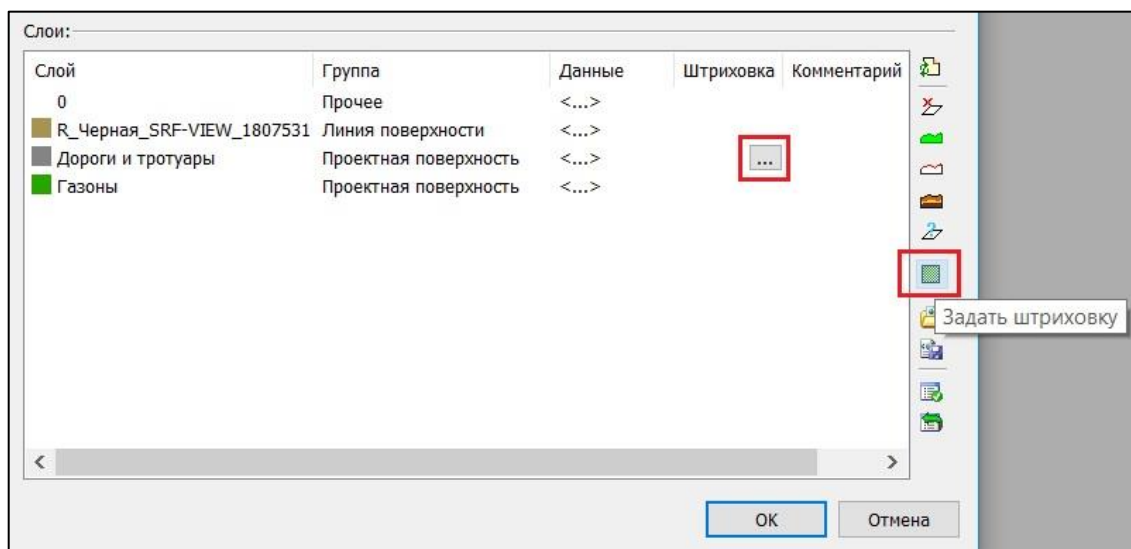 Слои:
Слой Группа Данные Штриховка Комментарий
0 Прочее <...>
R_Черная_SRF-VIEW_1807531 Линия поверхности <...>
Дороги и тротуары Проектная поверхность <...> ...
Газоны Проектная поверхность <...>
Задать штриховку
OK Отмена